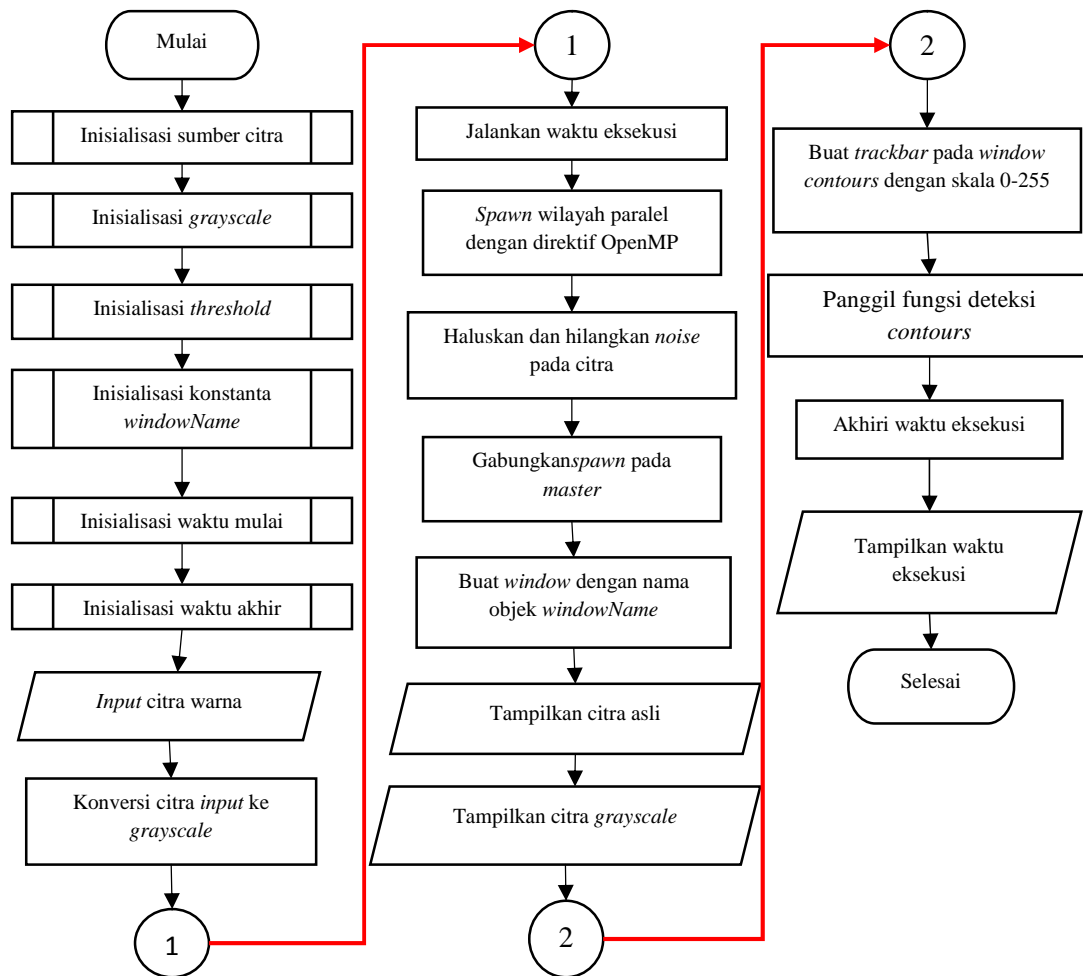 Mulai
Inisialisasi sumber citra
Inisialisasi grayscale
Inisialisasi threshold
Inisialisasi konstanta
windowName
Inisialisasi waktu mulai
Inisialisasi waktu akhir
Input citra warna
Konversi citra input ke
grayscale
1
1
Jalankan waktu eksekusi
Spawn wilayah paralel
dengan direktif OpenMP
Haluskan dan hilangkan noise
pada citra
Gabungkanspawn pada
master
Buat window dengan nama
objek windowName
Tampilkan citra asli
Tampilkan citra grayscale
2
2
Buat trackbar pada window
contours dengan skala 0-255
Panggil fungsi deteksi
contours
Akhiri waktu eksekusi
Tampilkan waktu
eksekusi
Selesai